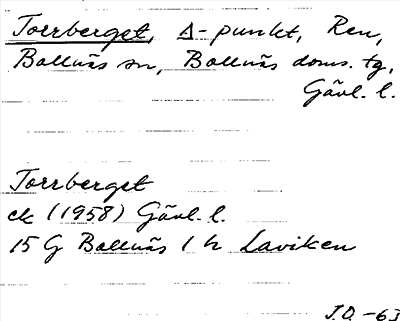 Torrberget, Δ-punkt, Ren,
Bollnäs sn, Bollnäs doms. tg,
Gävl. l.
Torrberget
ek (1958) Gävl. l.
15 G Bollnäs 1 h Laviken
J.O. -63